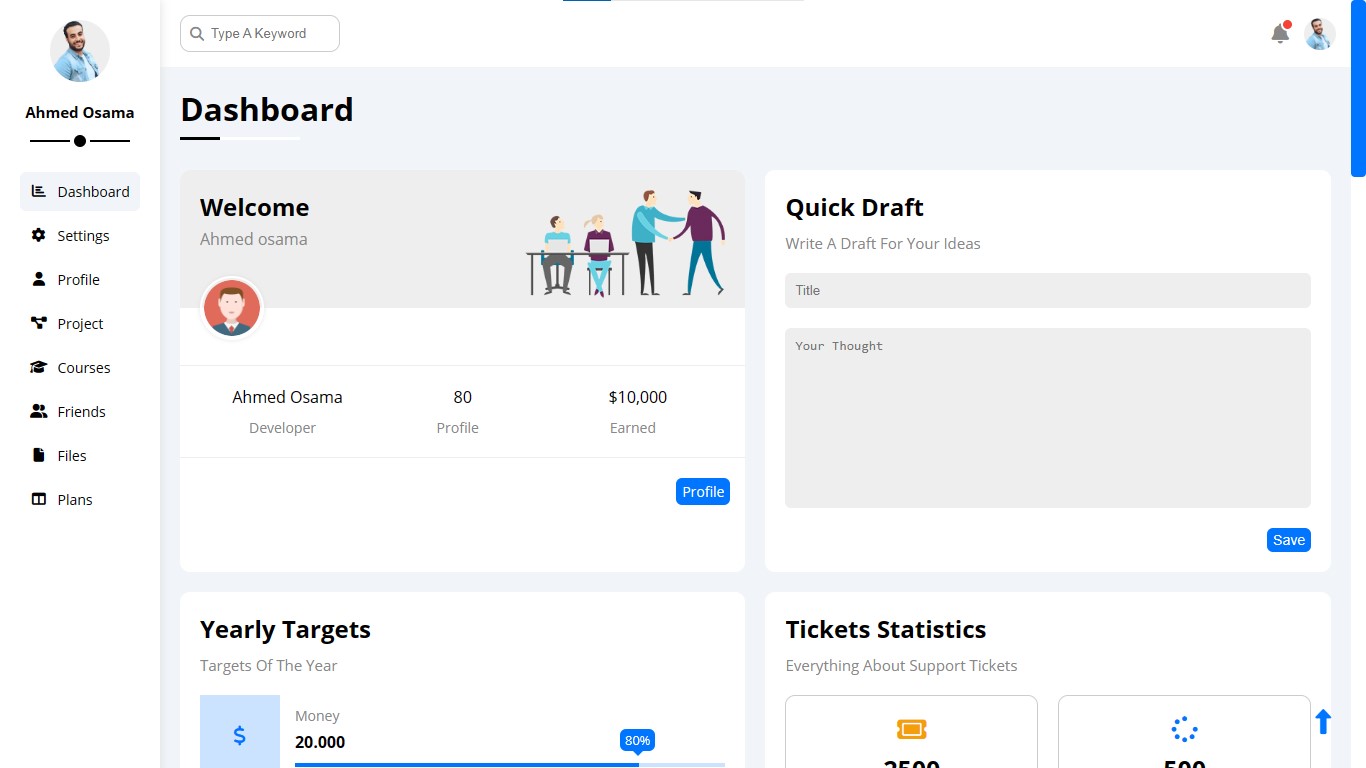 Ahmed Osama
Dashboard
Settings
Profile
Project
Courses
Friends
Files
Plans
Type A Keyword
Dashboard
Welcome
Ahmed osama
Ahmed Osama
80
$10,000
Developer
Profile
Earned
Profile
Quick Draft
Write A Draft For Your Ideas
Title
Your Thought
Save
Yearly Targets
Targets Of The Year
$
Money
20.000
80%
Tickets Statistics
Everything About Support Tickets
2500
500